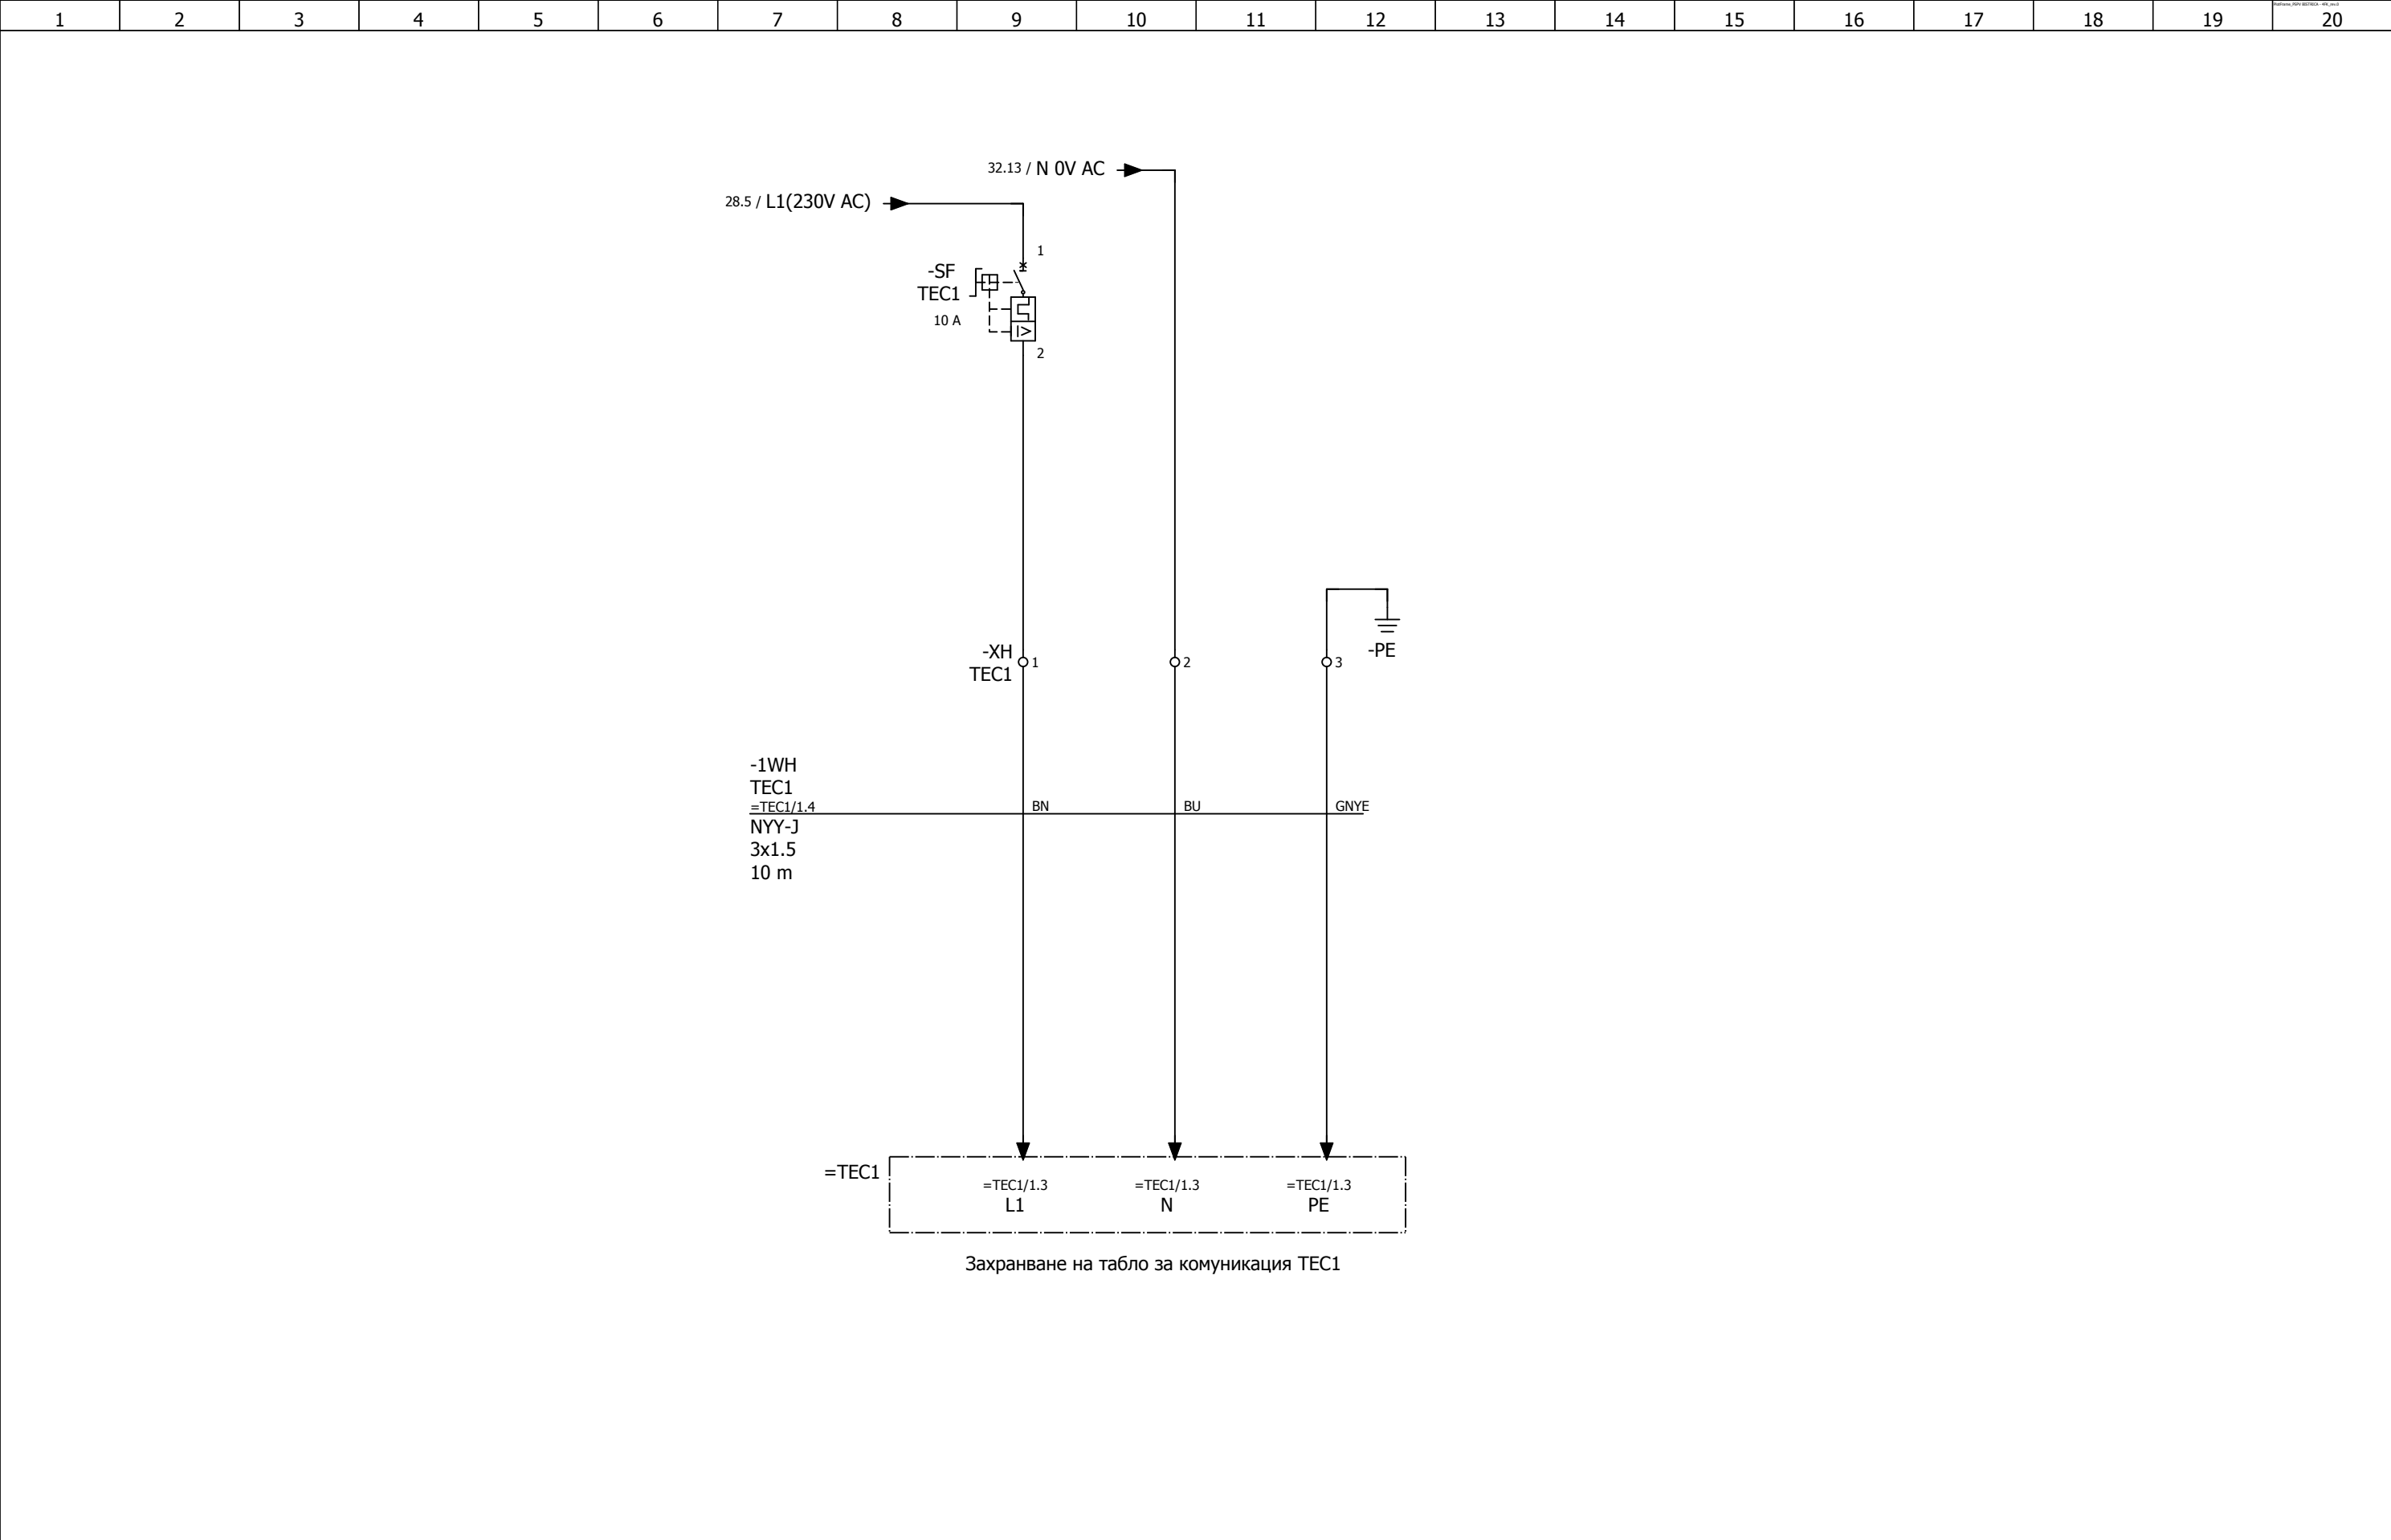 1 2 3 4 5 6 7 8 9 10 11 12 13 14 15 16 17 18 19 20
32.13 / N 0V AC
28.5 / L1(230V AC)
1
-SF
TEC1
10 A
I>
2
-XH
TEC1
1
2
3
-PE
-1WH
TEC1
=TEC1/1.4
BN
BU
GNYE
NYY-J
3x1.5
10 m
=TEC1
=TEC1/1.3
L1
=TEC1/1.3
N
=TEC1/1.3
PE
Захранване на табло за комуникация TEC1